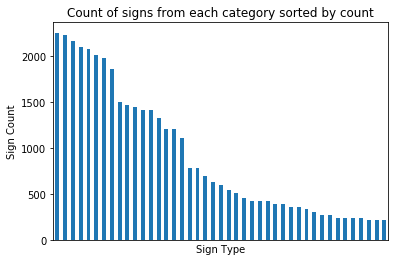 Count of signs from each category sorted by count
2000
1500
1000
500
0
Sign Count
Sign Type